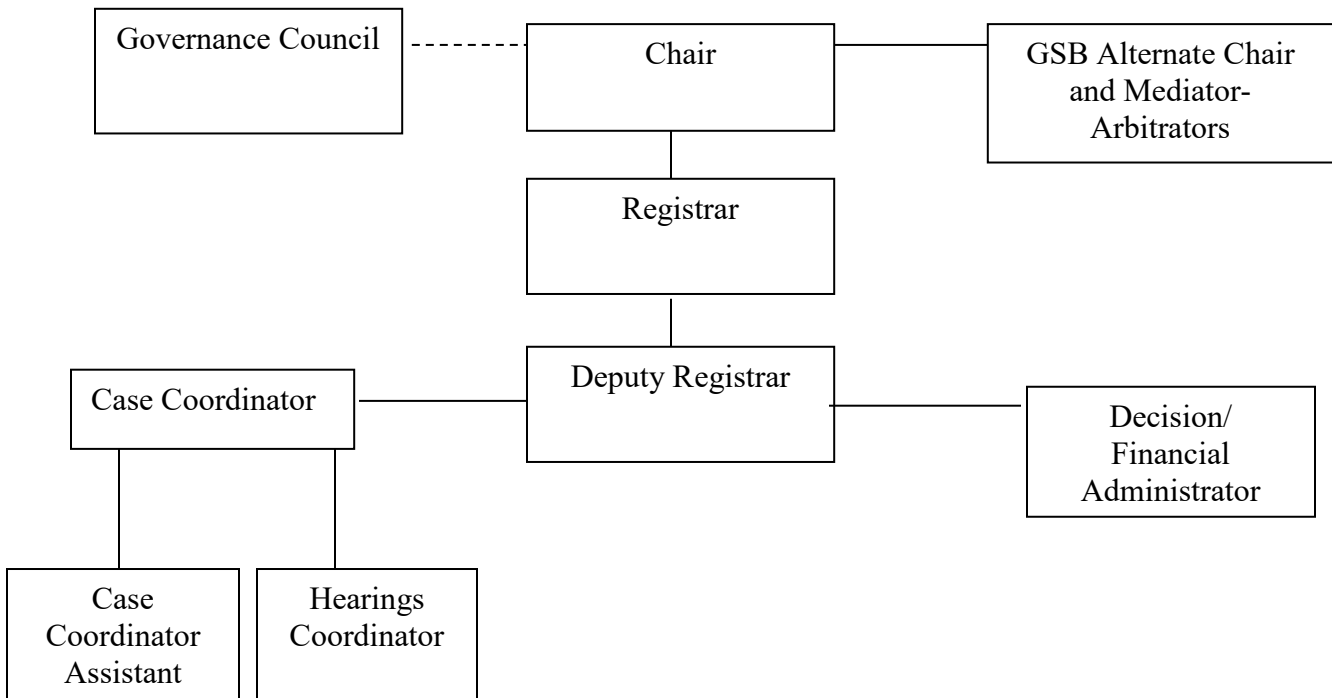 Governance Council
Chair
GSB Alternate Chair
and Mediator-
Arbitrators
Registrar
Deputy Registrar
Case Coordinator
Decision/
Financial
Administrator
Case
Coordinator
Assistant
Hearings
Coordinator